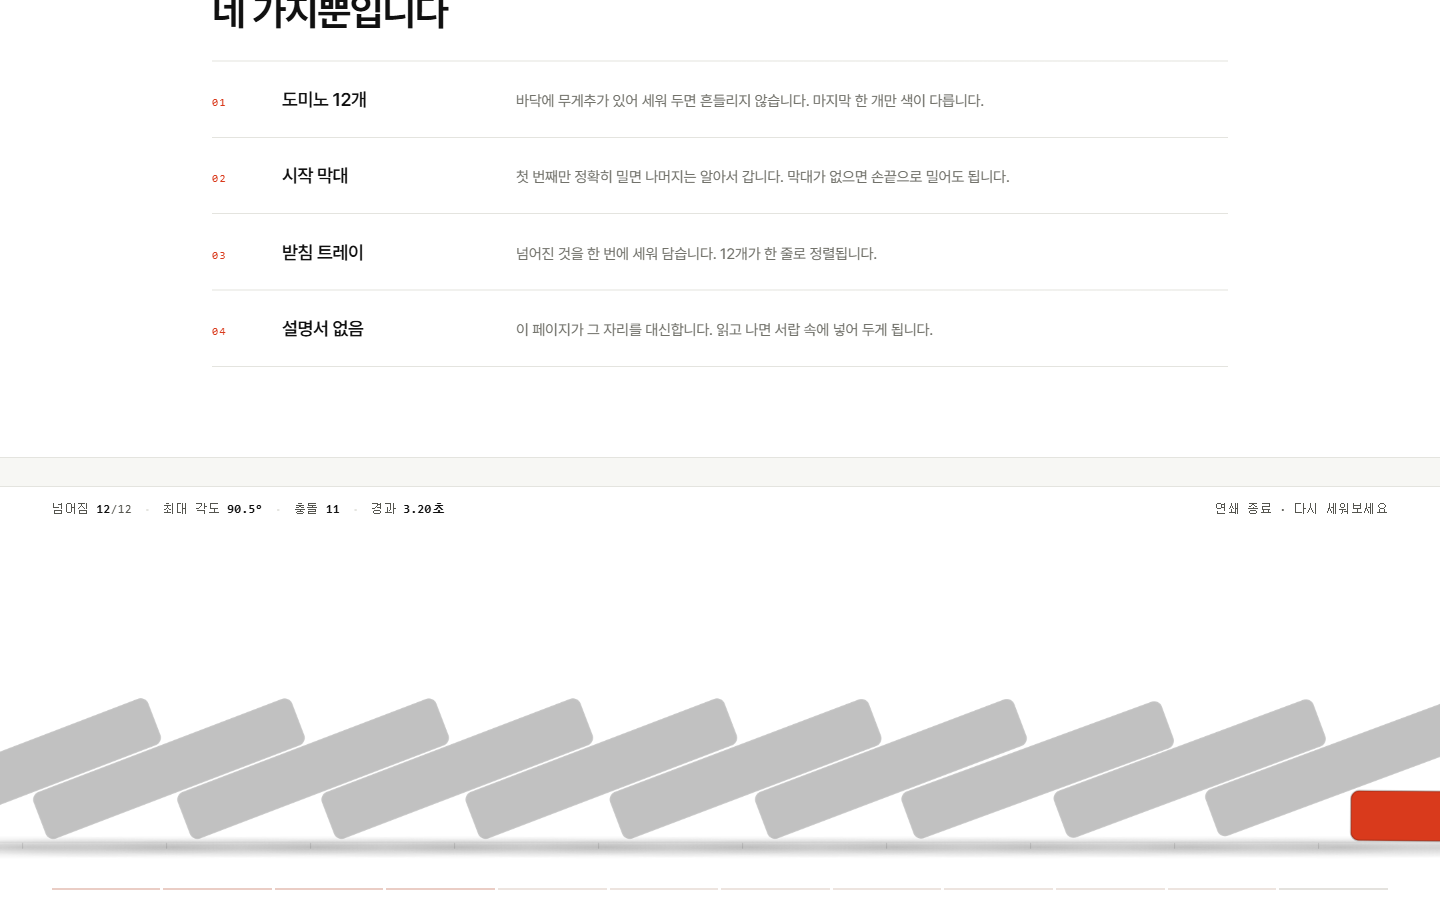 네 가지뿐입니다
01 도미노 12개 바닥에 무게추가 있어 세워 두면 흔들리지 않습니다. 마지막 한 개만 색이 다릅니다.
02 시작 막대 첫 번째만 정확히 밀면 나머지는 알아서 갑니다. 막대가 없으면 손끝으로 밀어도 됩니다.
03 받침 트레이 넘어진 것을 한 번에 세워 담습니다. 12개가 한 줄로 정렬됩니다.
04 설명서 없음 이 페이지가 그 자리를 대신합니다. 읽고 나면 서랍 속에 넣어 두게 됩니다.
넘어짐 12/12 · 최대 각도 90.5° · 충돌 11 · 경과 3.20초 연쇄 종료 · 다시 세워보세요